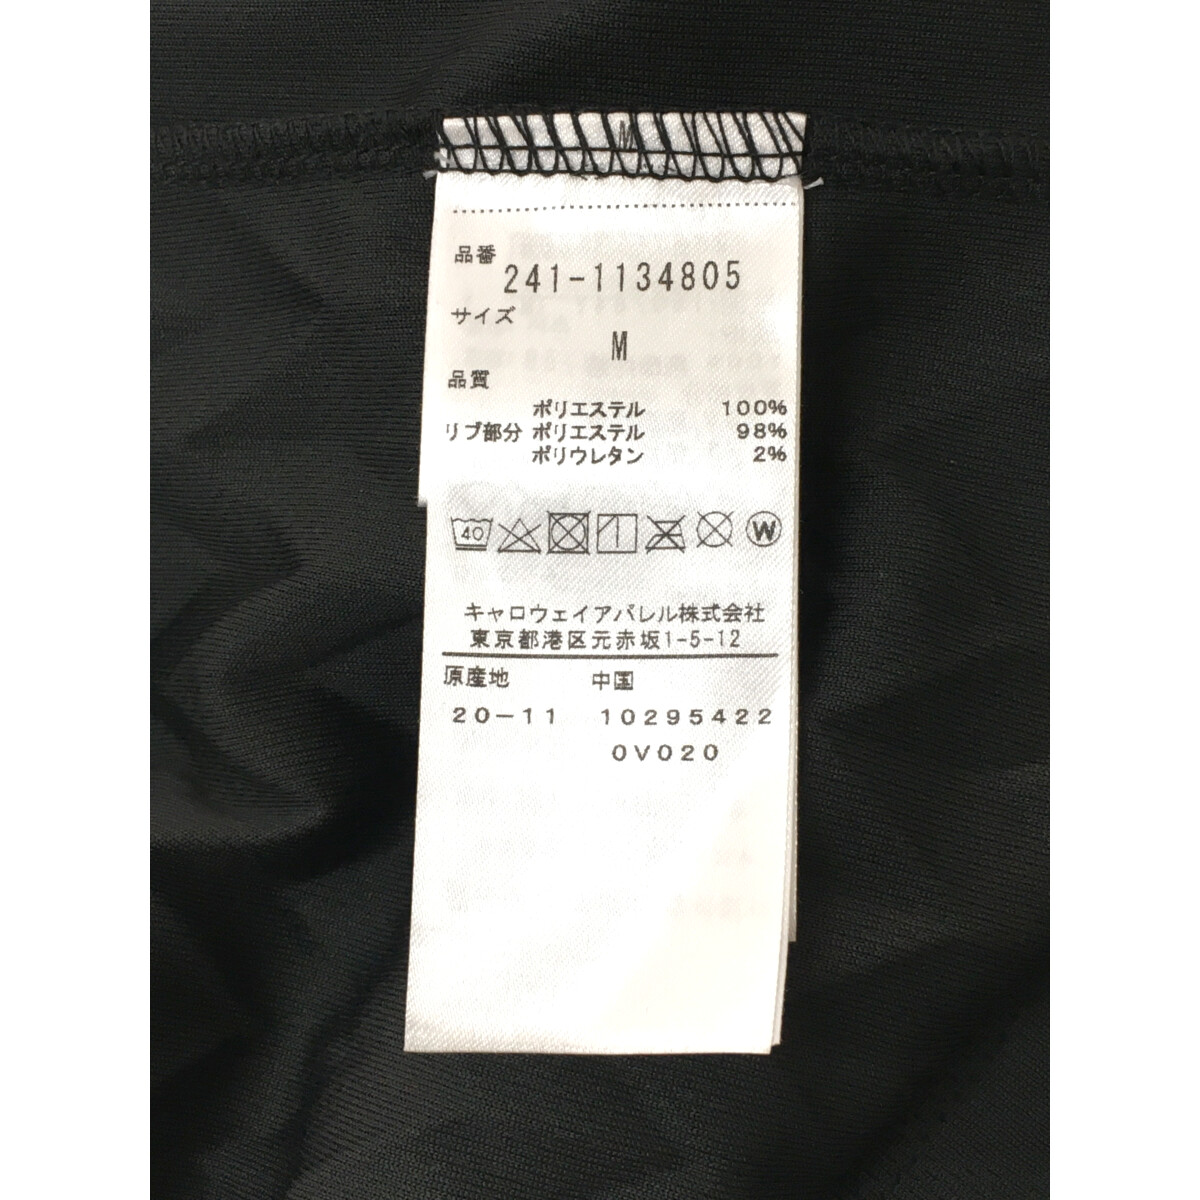 M
品番
241-1134805
サイズ
M
品質
ポリエステル 100%
リブ部分 ポリエステル 98%
ポリウレタン 2%
40 W
キャロウェイアパレル株式会社
東京都港区元赤坂1-5-12
原産地 中国
20-11 10295422
0V020